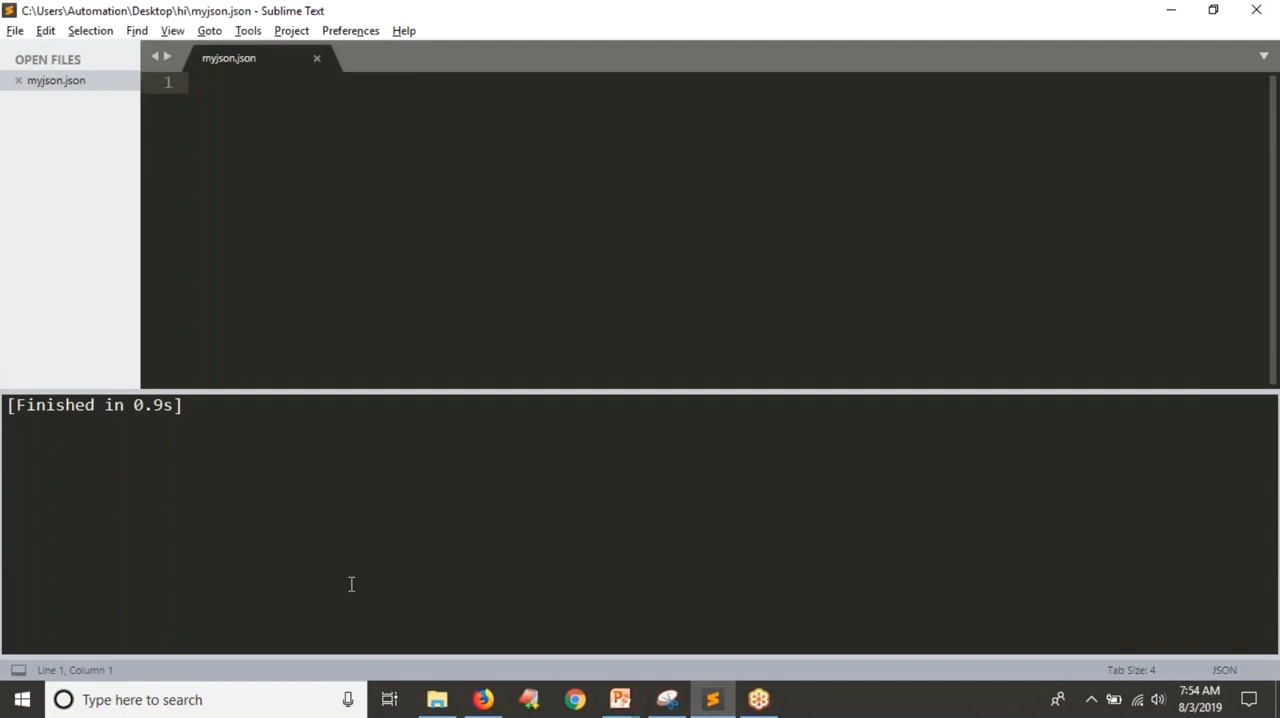 C:\Users\Automation\Desktop\hi\myjson.json - Sublime Text
File Edit Selection Find View Goto Tools Project Preferences Help
OPEN FILES
myjson.json
myjson.json
1
[Finished in 0.9s]
Line 1, Column 1
Tab Size: 4
JSON
Type here to search
7:54 AM
8/3/2019